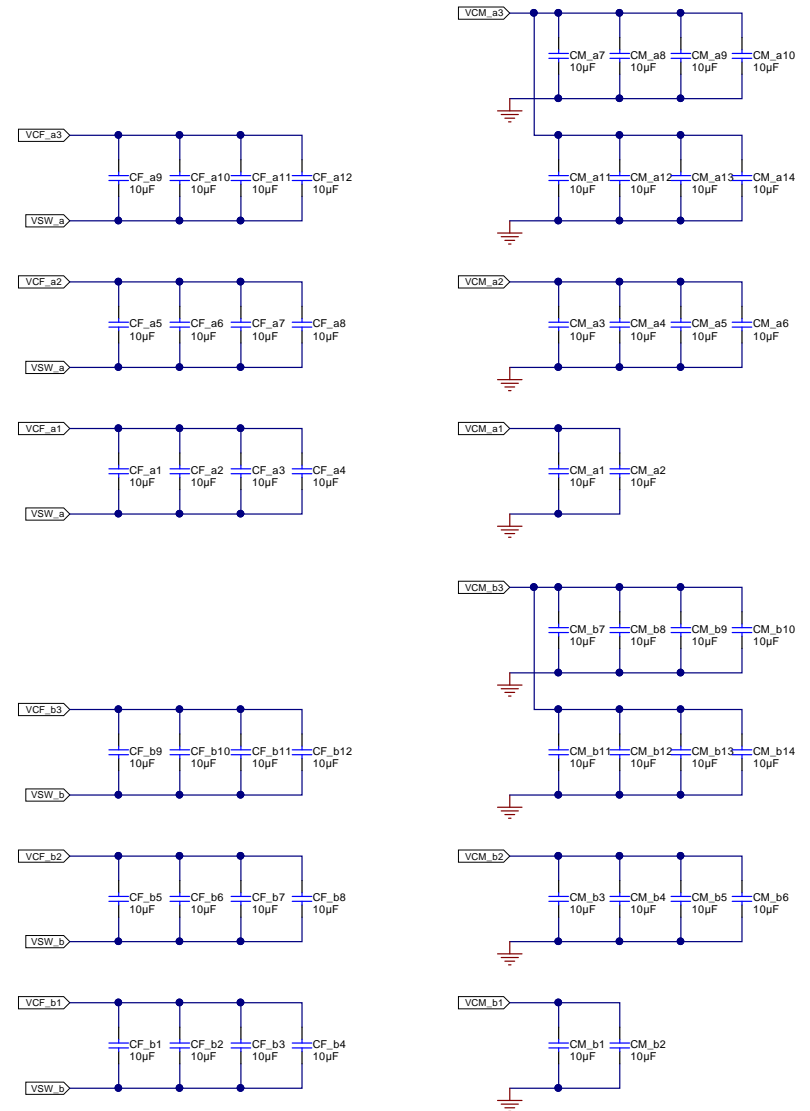 VCM_a3
CM_a7 CM_a8 CM_a9 CM_a10
10µF 10µF 10µF 10µF
VCF_a3
CF_a9 CF_a10 CF_a11 CF_a12
10µF 10µF 10µF 10µF
CM_a11 CM_a12 CM_a13 CM_a14
10µF 10µF 10µF 10µF
VSW_a
VCF_a2
CF_a5 CF_a6 CF_a7 CF_a8
10µF 10µF 10µF 10µF
VSW_a
VCM_a2
CM_a3 CM_a4 CM_a5 CM_a6
10µF 10µF 10µF 10µF
VCF_a1
CF_a1 CF_a2 CF_a3 CF_a4
10µF 10µF 10µF 10µF
VSW_a
VCM_a1
CM_a1 CM_a2
10µF 10µF
VCM_b3
CM_b7 CM_b8 CM_b9 CM_b10
10µF 10µF 10µF 10µF
VCF_b3
CF_b9 CF_b10 CF_b11 CF_b12
10µF 10µF 10µF 10µF
CM_b11 CM_b12 CM_b13 CM_b14
10µF 10µF 10µF 10µF
VSW_b
VCF_b2
CF_b5 CF_b6 CF_b7 CF_b8
10µF 10µF 10µF 10µF
VSW_b
VCM_b2
CM_b3 CM_b4 CM_b5 CM_b6
10µF 10µF 10µF 10µF
VCF_b1
CF_b1 CF_b2 CF_b3 CF_b4
10µF 10µF 10µF 10µF
VSW_b
VCM_b1
CM_b1 CM_b2
10µF 10µF